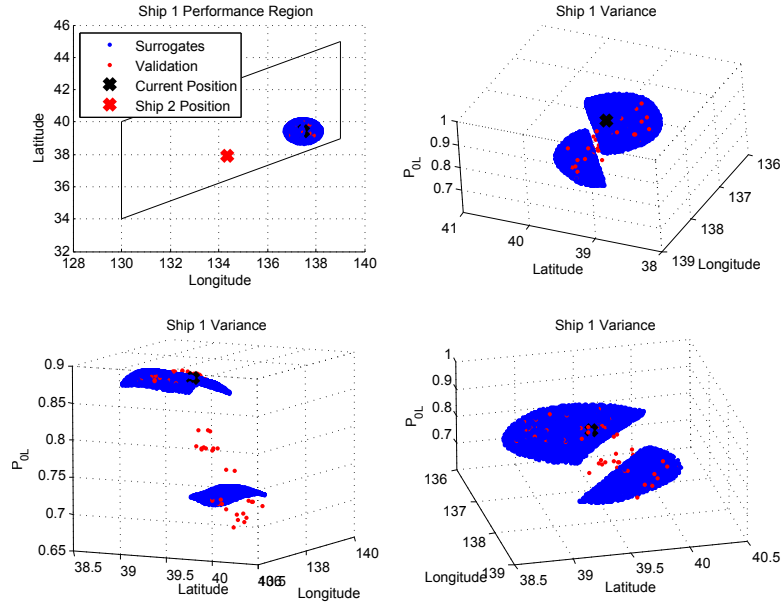 Ship 1 Performance Region
46
44
42
40
38
36
34
32
Latitude
Surrogates
Validation
Current Position
Ship 2 Position
128 130 132 134 136 138 140
Longitude
Ship 1 Variance
1
0.9
0.8
0.7
P0L
41 40 39 38
Latitude
136
137
138
139
Longitude
Ship 1 Variance
0.9
0.85
0.8
0.75
0.7
0.65
P0L
38.5 39 39.5 40 40.5
Latitude
136 138 140
Longitude
Ship 1 Variance
1
0.9
0.8
0.7
P0L
136
137
138
139
Longitude
38.5 39 39.5 40 40.5
Latitude